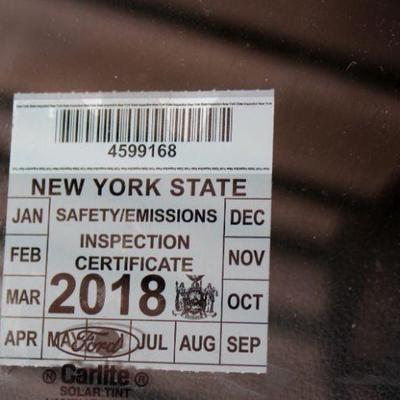 4599168
NEW YORK STATE
JAN SAFETY/EMISSIONS DEC
FEB INSPECTION NOV
CERTIFICATE
MAR 2018 OCT
APR MAY Ford JUL AUG SEP
® Carlite ®
SOLAR TINT